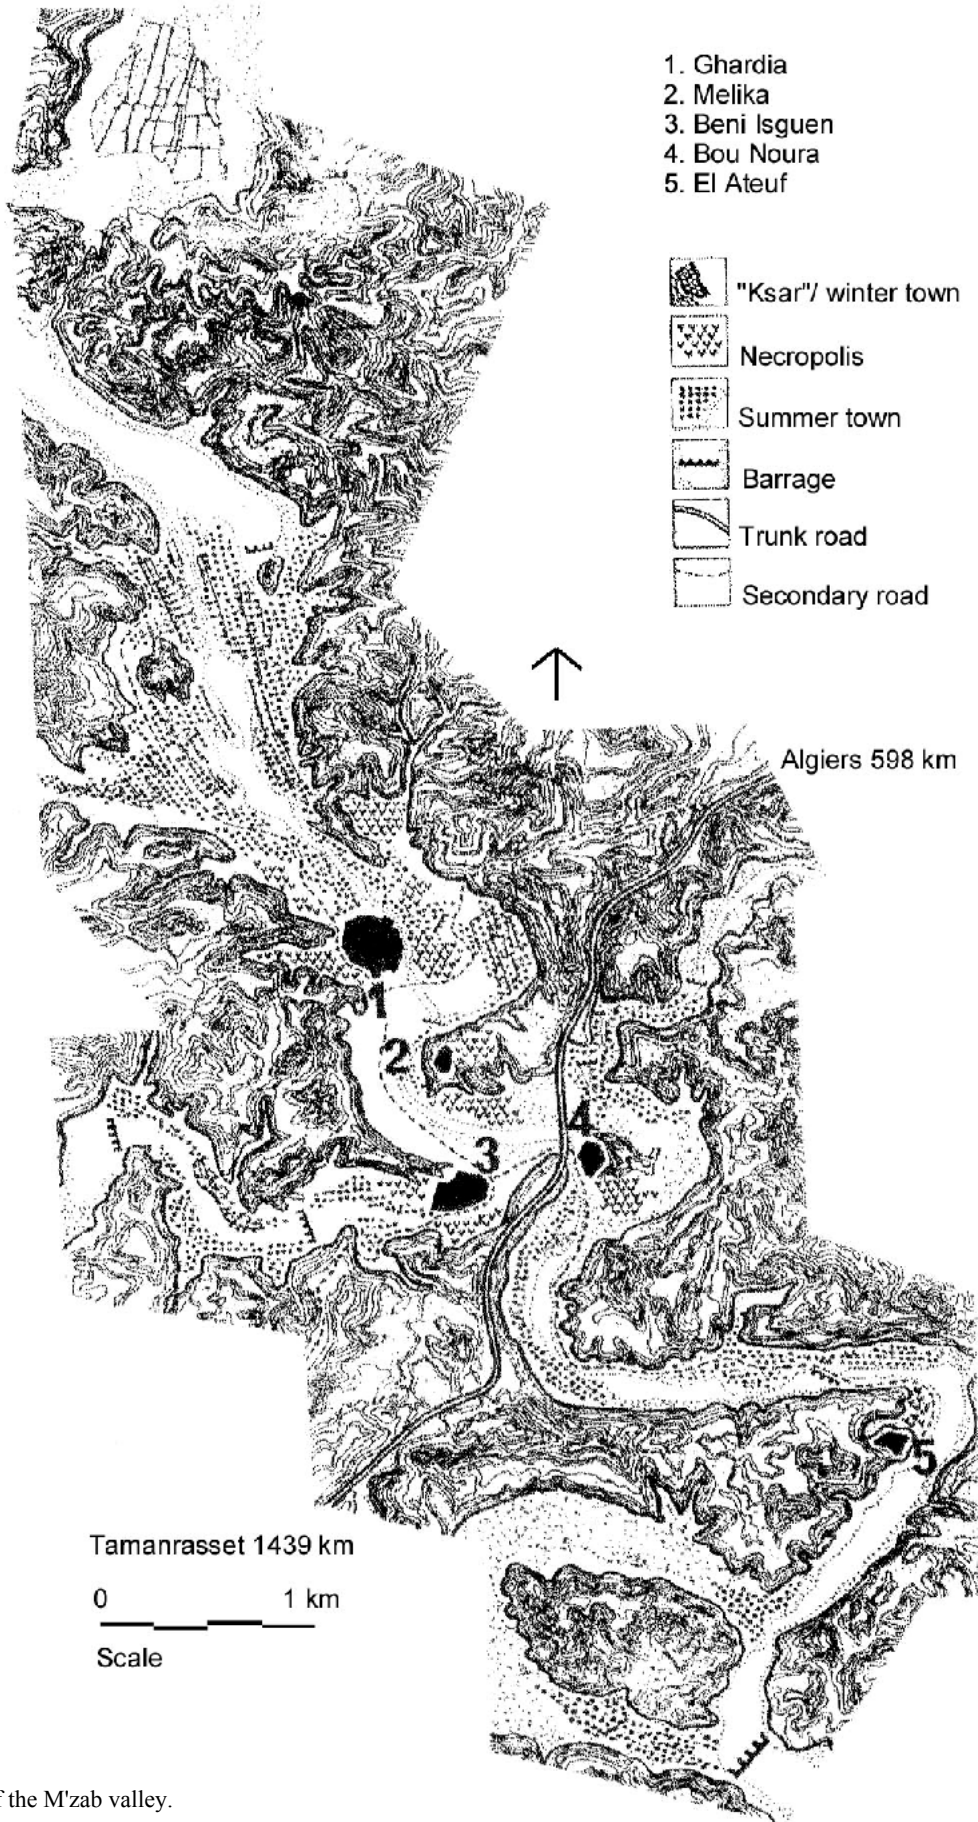 1. Ghardia
2. Melika
3. Beni Isguen
4. Bou Noura
5. El Ateuf
"Ksar"/ winter town
Necropolis
Summer town
Barrage
Trunk road
Secondary road
Algiers 598 km
1
2
3
4
5
Tamanrasset 1439 km
0 1 km
Scale
the M'zab valley.